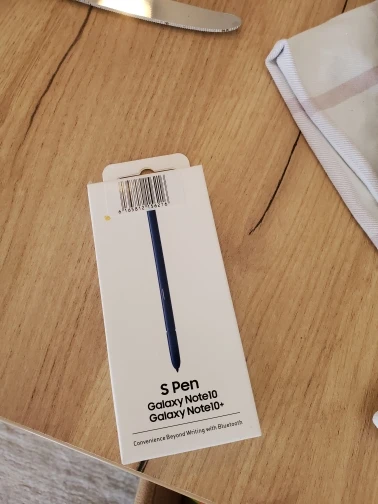 S Pen
Galaxy Note10
Galaxy Note10+
Convenience Beyond Writing with Bluetooth